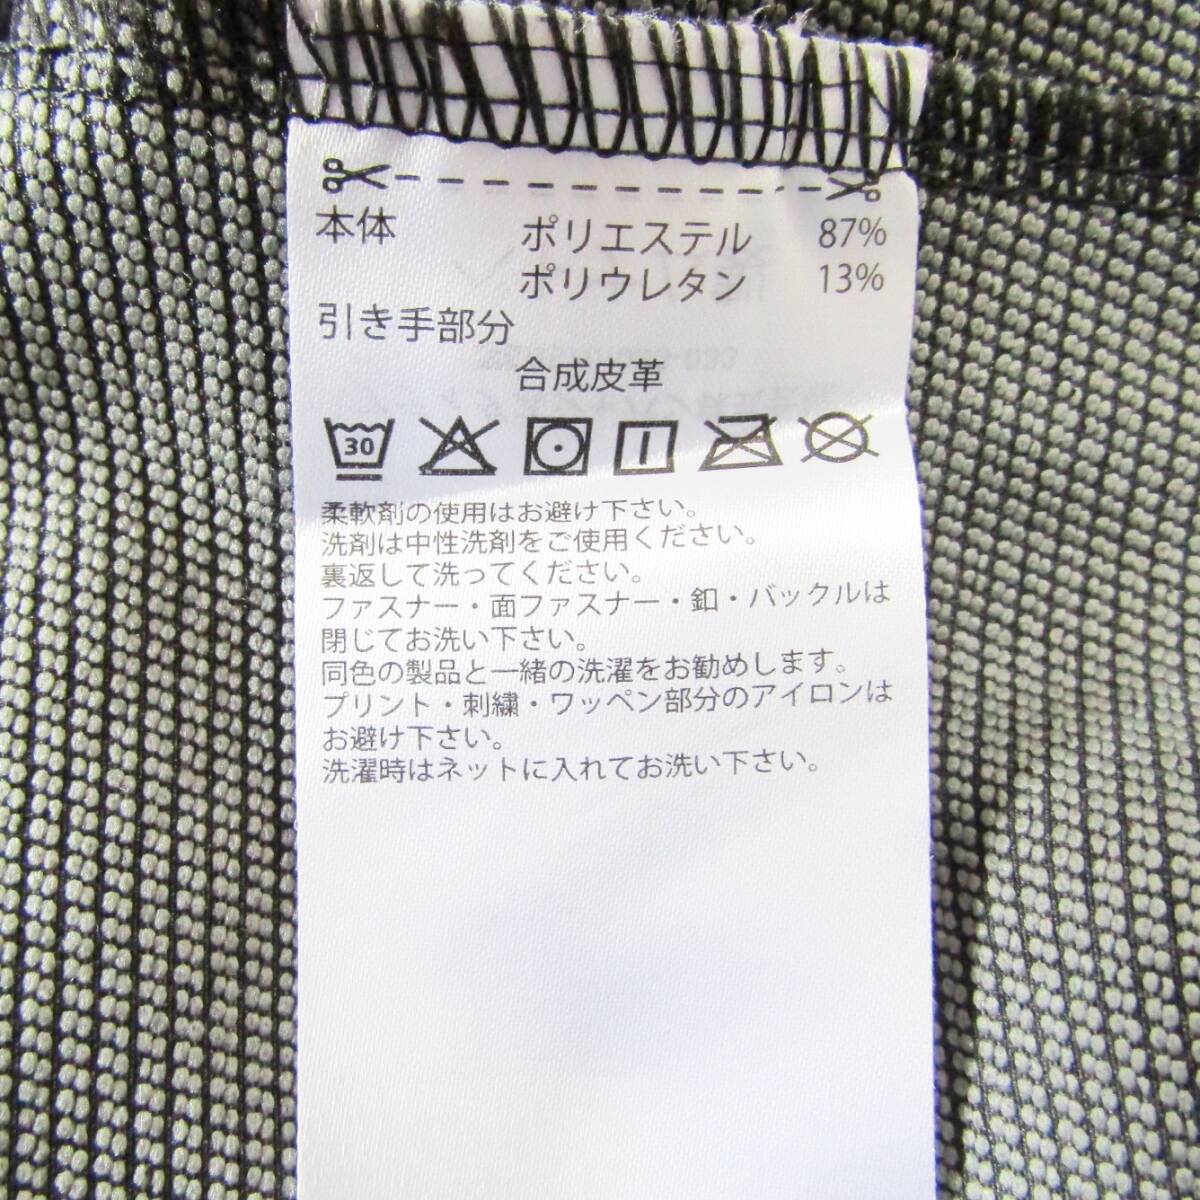 本体 ポリエステル 87%
ポリウレタン 13%
引き手部分
合成皮革
30
柔軟剤の使用はお避け下さい。
洗剤は中性洗剤をご使用ください。
裏返して洗ってください。
ファスナー・面ファスナー・釦・バックルは
閉じてお洗い下さい。
同色の製品と一緒の洗濯をお勧めします。
プリント・刺繍・ワッペン部分のアイロンは
お避け下さい。
洗濯時はネットに入れてお洗い下さい。